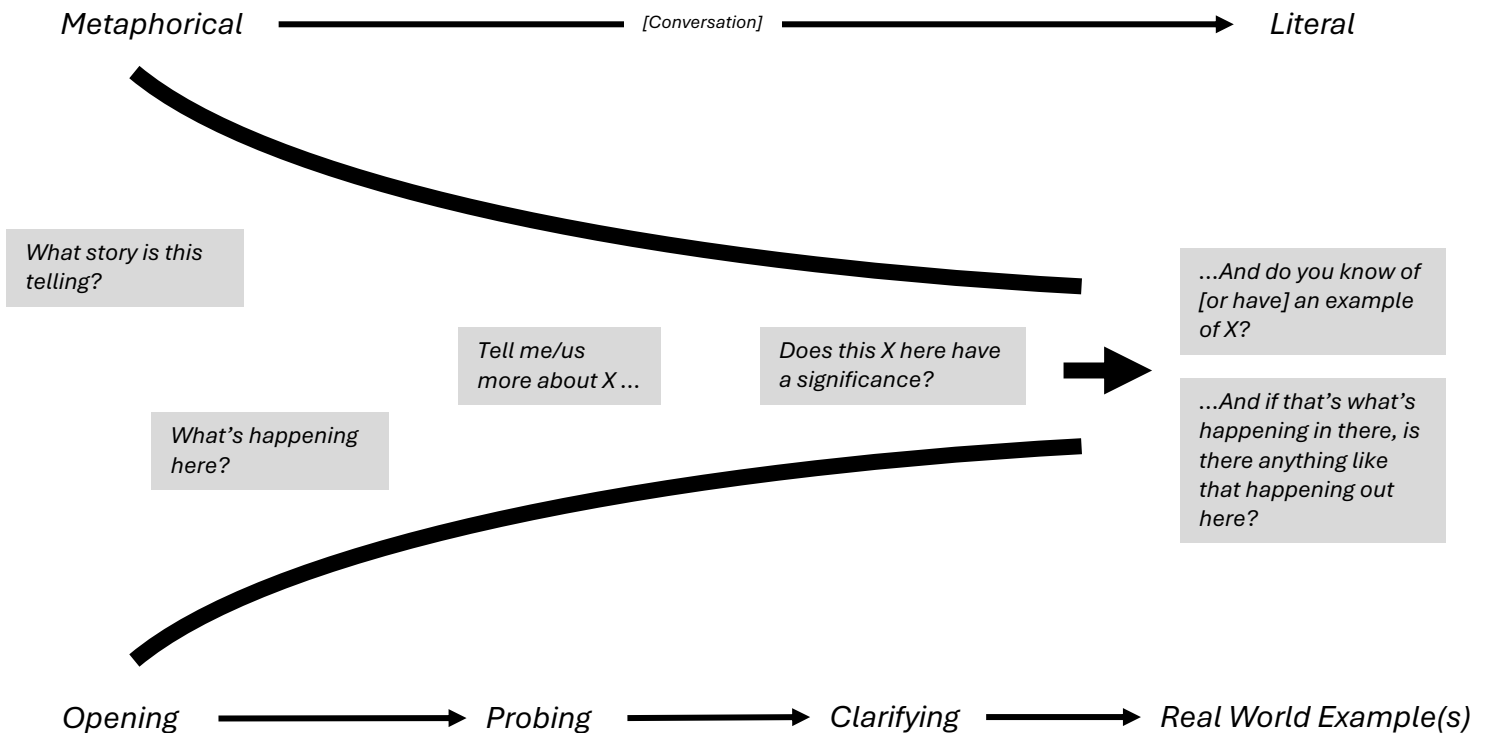 Metaphorical [Conversation] Literal
What story is this
telling?
What's happening
here?
Tell me/us
more about X ...
Does this X here have
a significance?
...And do you know of
[or have] an example
of X?
...And if that's what's
happening in there, is
there anything like
that happening out
here?
Opening Probing Clarifying Real World Example(s)